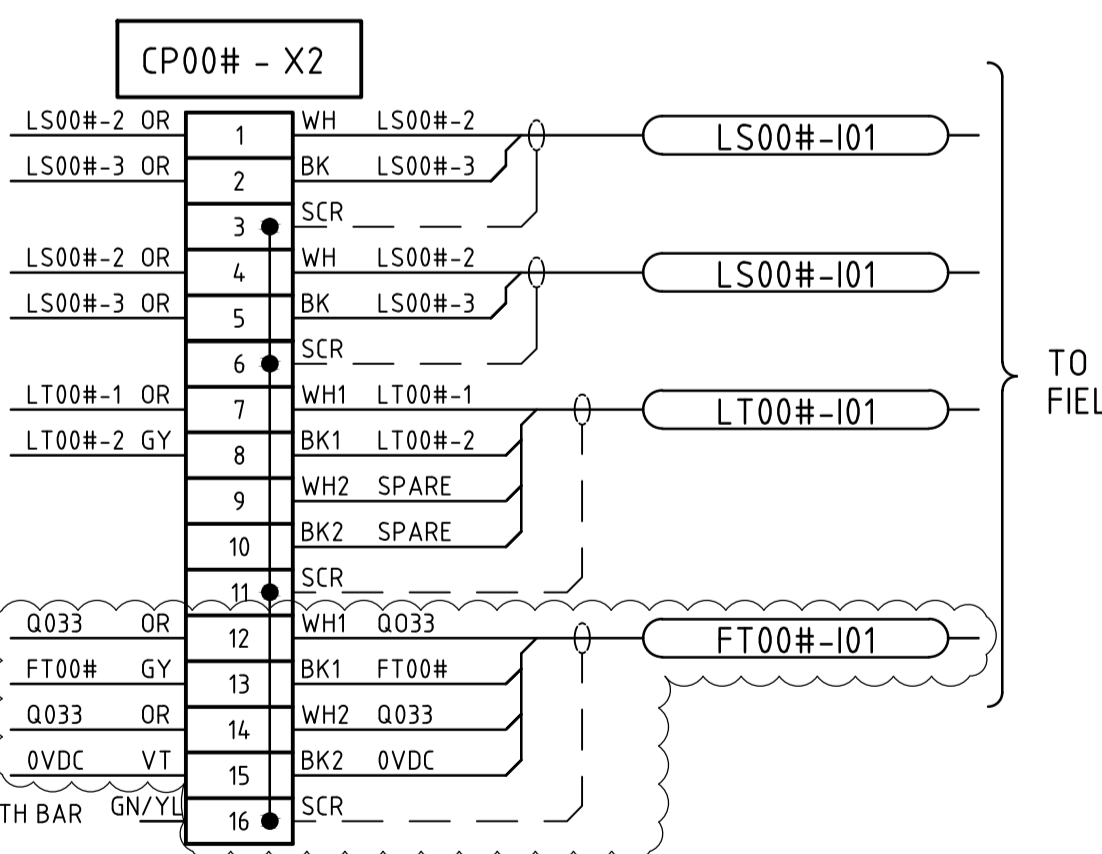 CP00# - X2
LS00#-2 OR 1 WH LS00#-2 LS00#-I01
LS00#-3 OR 2 BK LS00#-3
3 SCR
LS00#-2 OR 4 WH LS00#-2 LS00#-I01
LS00#-3 OR 5 BK LS00#-3
6 SCR
TO
LT00#-1 OR 7 WH1 LT00#-1 LT00#-I01 FIEL
LT00#-2 GY 8 BK1 LT00#-2
9 WH2 SPARE
10 BK2 SPARE
11 SCR
Q033 OR 12 WH1 Q033 FT00#-I01
FT00# GY 13 BK1 FT00#
Q033 OR 14 WH2 Q033
0VDC VT 15 BK2 0VDC
TH BAR GN/YL 16 SCR